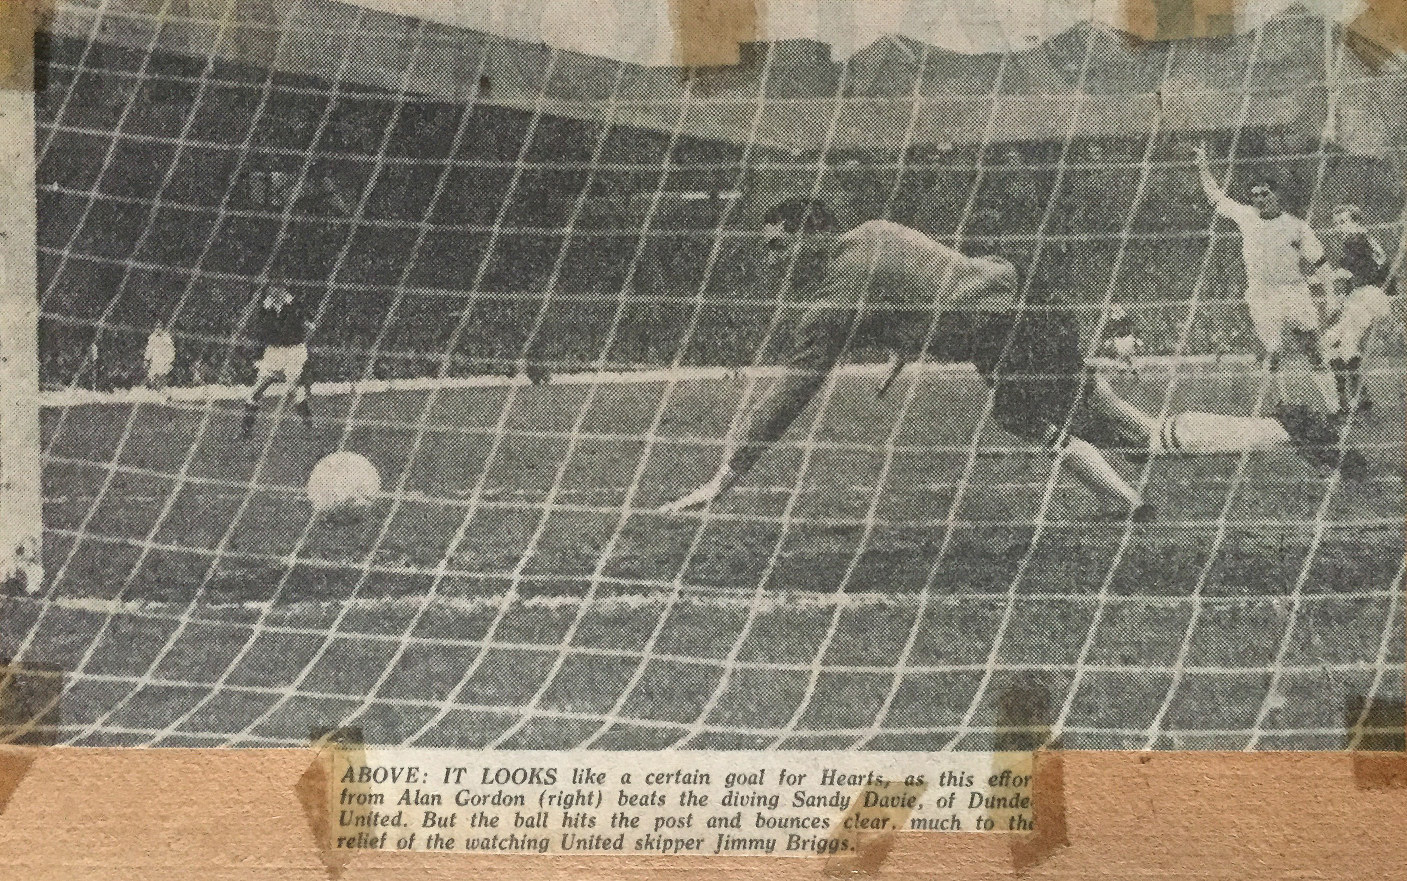 ABOVE: IT LOOKS like a certain goal for Hearts, as this effor
from Alan Gordon (right) beats the diving Sandy Davie, of Dunde
United. But the ball hits the post and bounces clear, much to the
relief of the watching United skipper Jimmy Briggs.